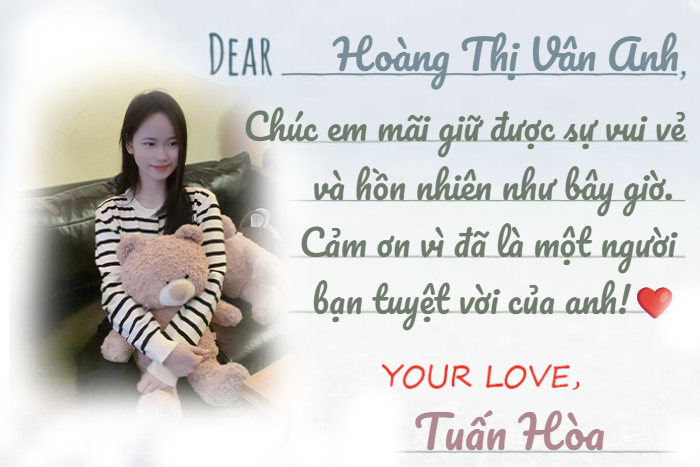 DEAR Hoàng Thị Vân Anh,
Chúc em mãi giữ được sự vui vẻ
và hồn nhiên như bây giờ.
Cảm ơn vì đã là một người
bạn tuyệt vời của anh! ❤️
YOUR LOVE,
Tuấn Hòa